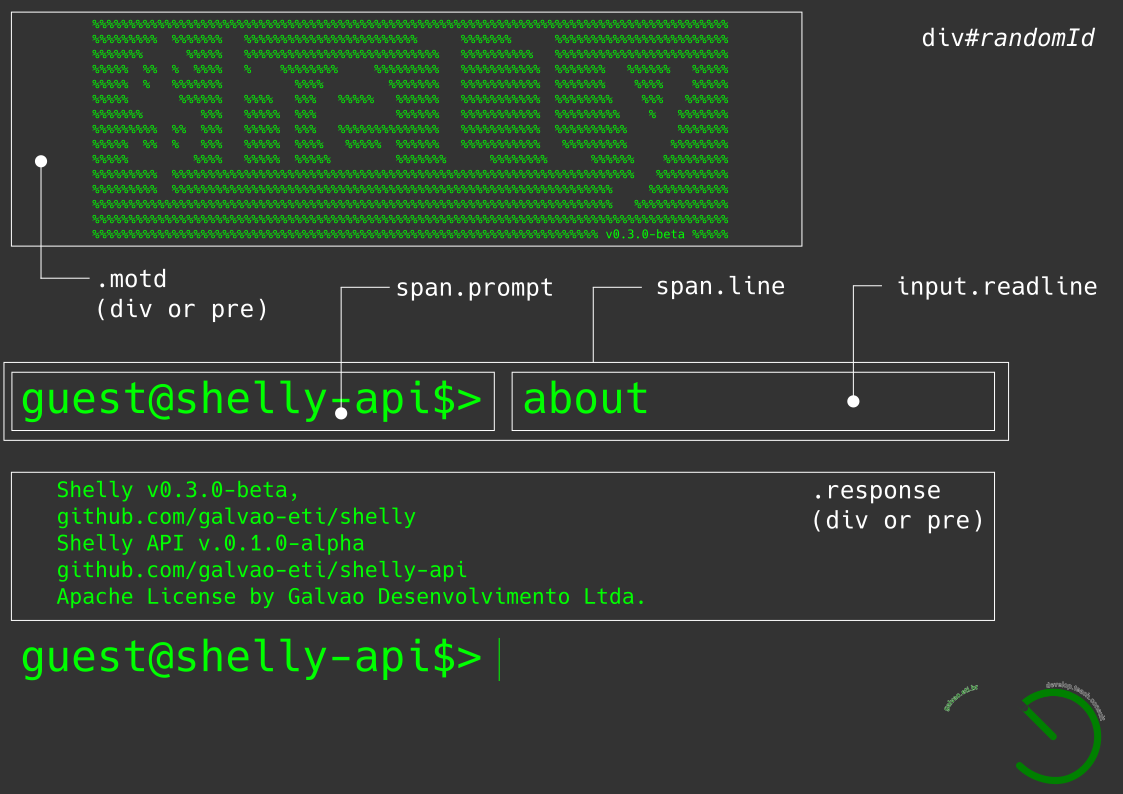 div#randomId
v0.3.0-beta
.motd
(div or pre)
span.prompt
span.line
input.readline
guest@shelly-api$> about
Shelly v0.3.0-beta,
github.com/galvao-eti/shelly
Shelly API v.0.1.0-alpha
github.com/galvao-eti/shelly-api
Apache License by Galvao Desenvolvimento Ltda.
.response
(div or pre)
guest@shelly-api$>
galvao.eti.br
develop.teach.consult